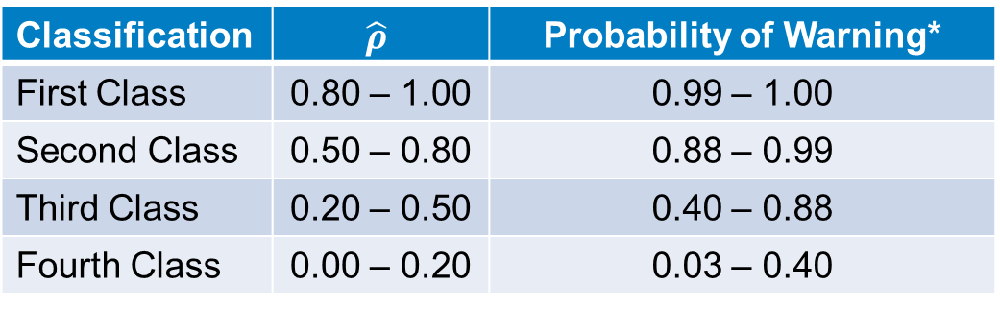 Classification ρ̂ Probability of Warning*
First Class 0.80 – 1.00 0.99 – 1.00
Second Class 0.50 – 0.80 0.88 – 0.99
Third Class 0.20 – 0.50 0.40 – 0.88
Fourth Class 0.00 – 0.20 0.03 – 0.40